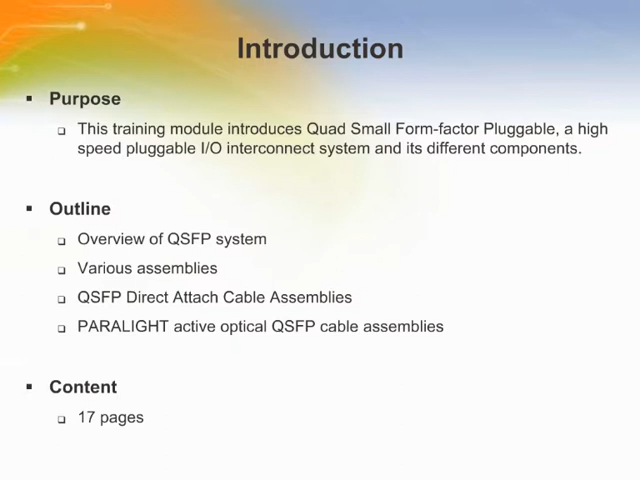 Introduction
Purpose
This training module introduces Quad Small Form-factor Pluggable, a high
speed pluggable I/O interconnect system and its different components.
Outline
Overview of QSFP system
Various assemblies
QSFP Direct Attach Cable Assemblies
PARALIGHT active optical QSFP cable assemblies
Content
17 pages